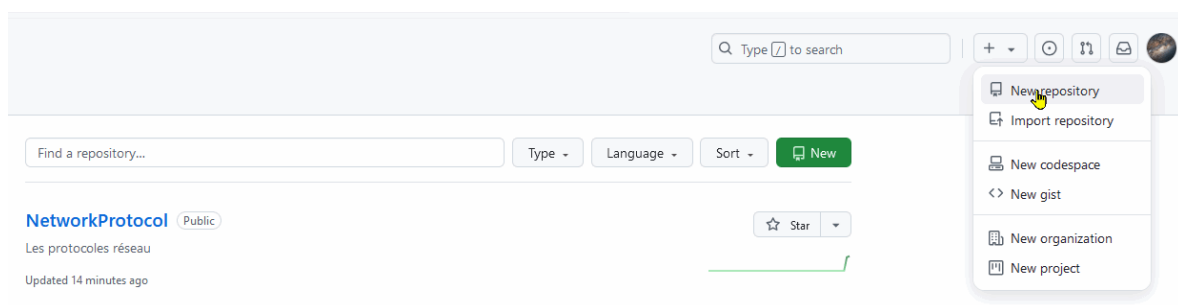 Type / to search
New repository
Import repository
Find a repository...
Type
Language
Sort
New
New codespace
New gist
NetworkProtocol
Public
Star
Les protocoles réseau
New organization
Updated 14 minutes ago
New project